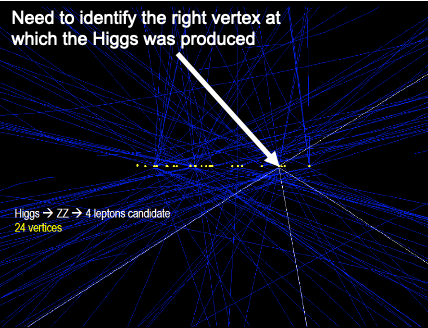 Need to identify the right vertex at
which the Higgs was produced
Higgs → ZZ → 4 leptons candidate
24 vertices